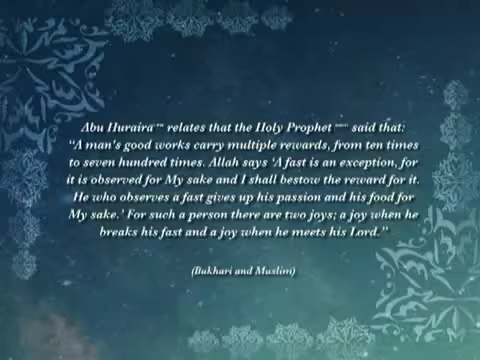 Abu Huraira relates that the Holy Prophet said that:
"A man's good works carry multiple rewards, from ten times
to seven hundred times. Allah says 'A fast is an exception, for
it is observed for My sake and I shall bestow the reward for it.
He who observes a fast gives up his passion and his food for
My sake.' For such a person there are two joys; a joy when he
breaks his fast and a joy when he meets his Lord."
(Bukhari and Muslim)